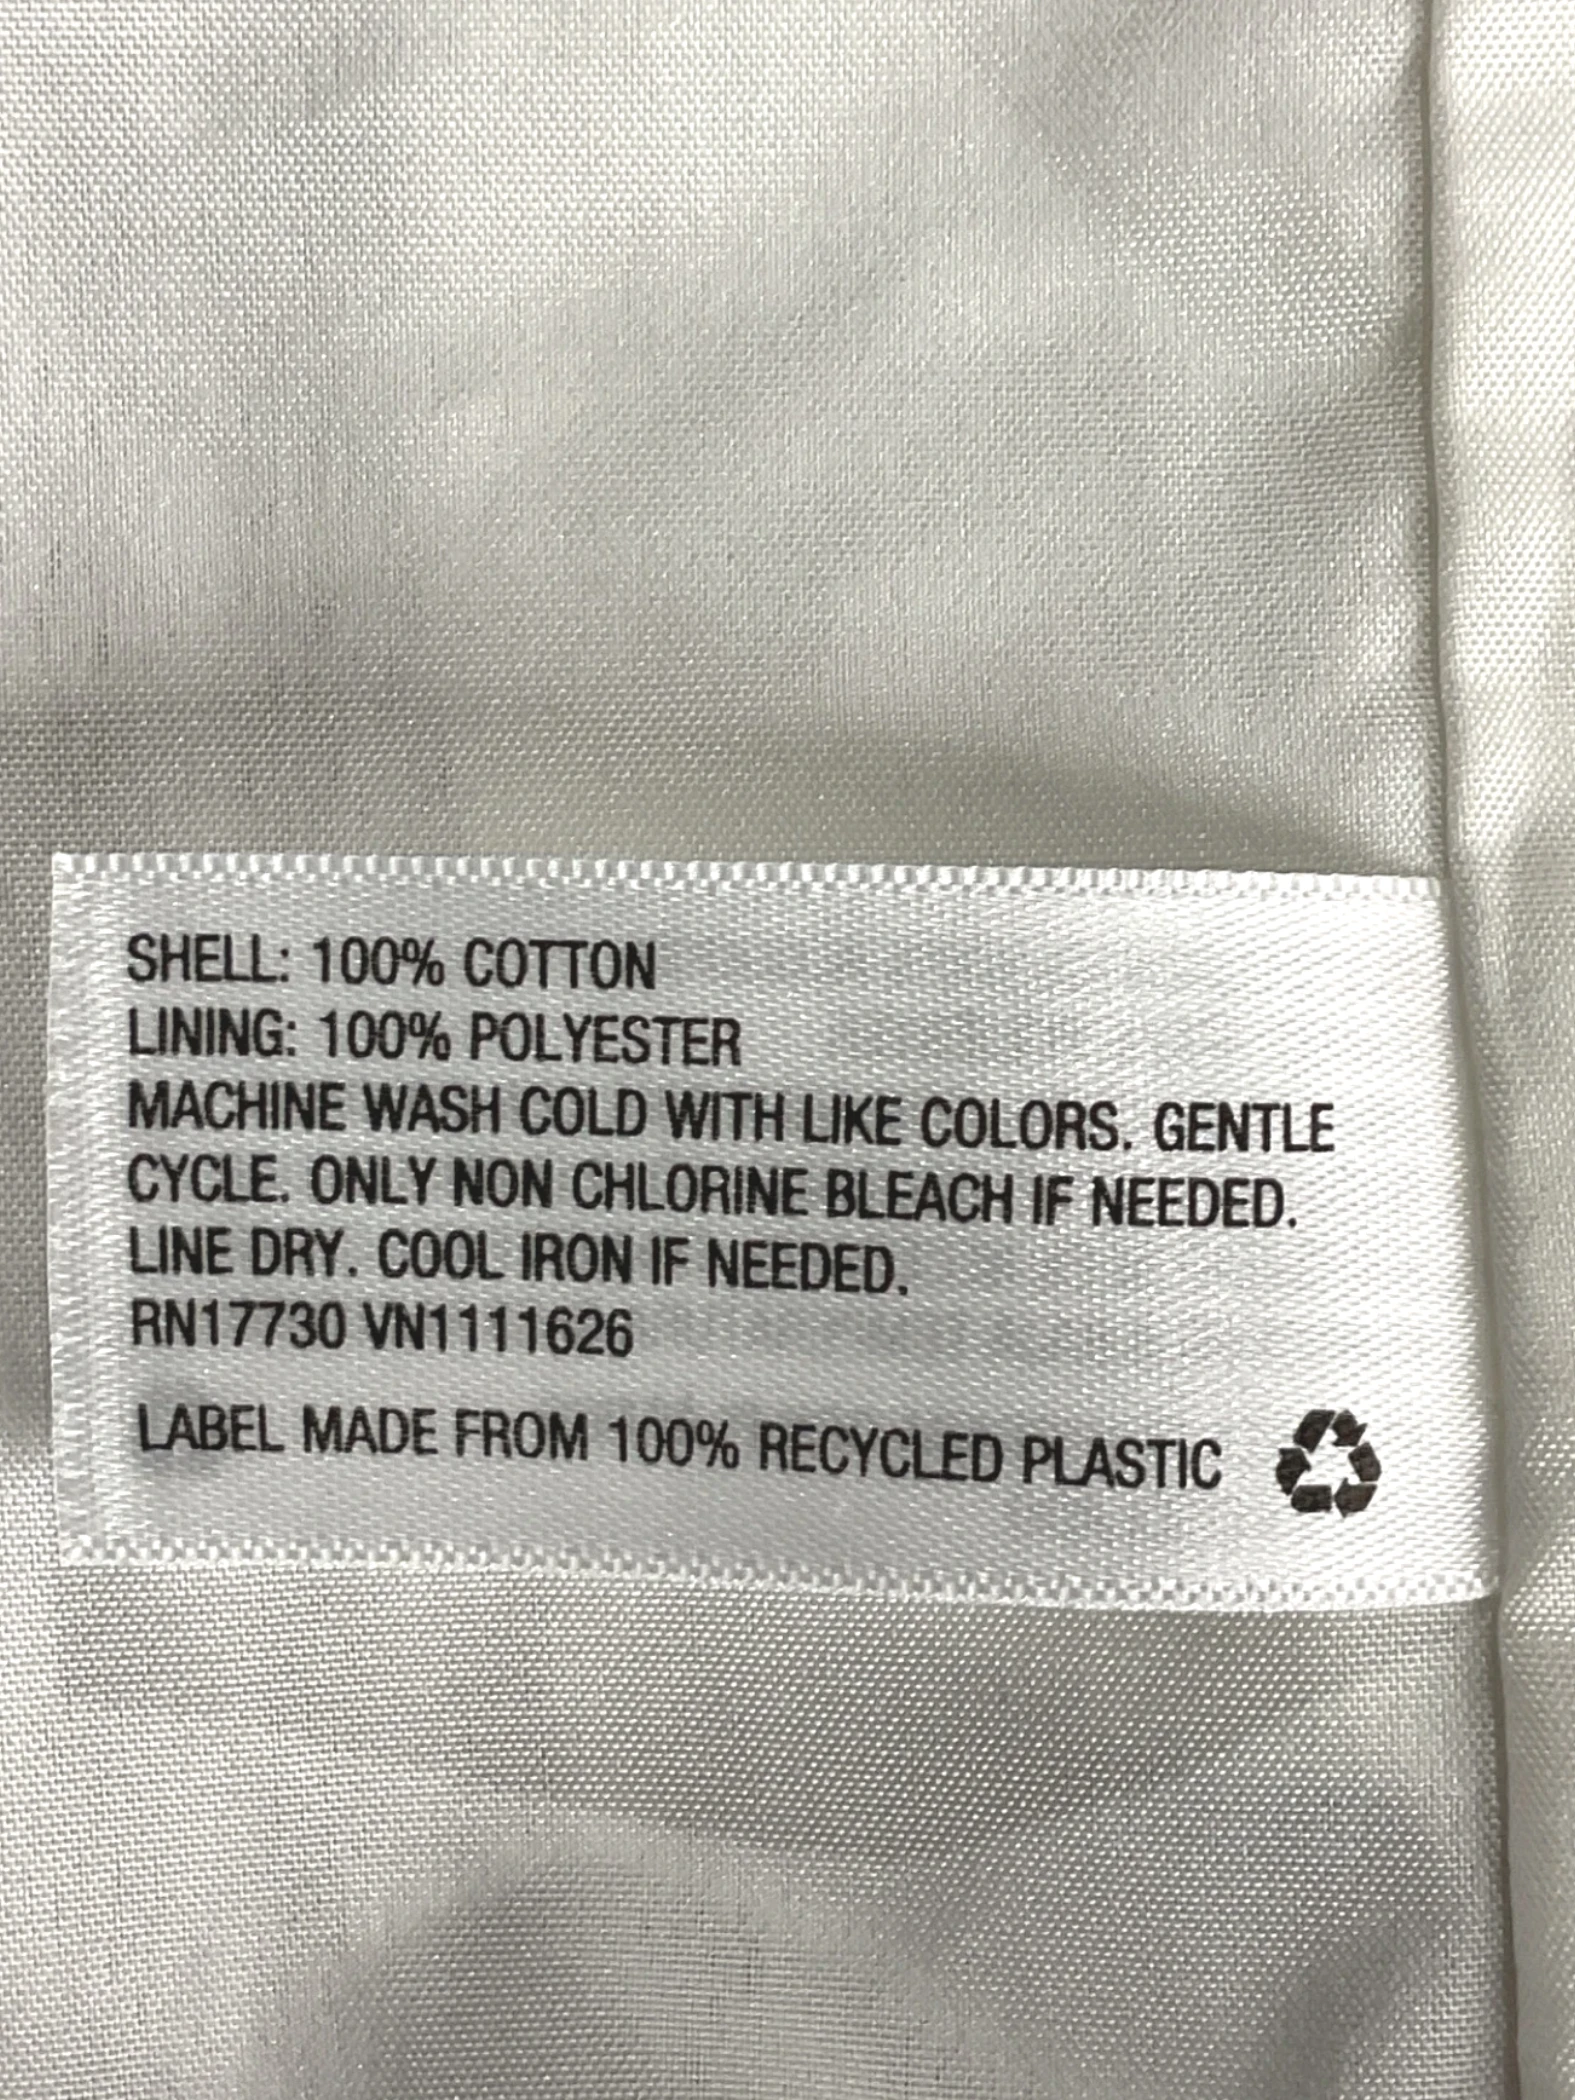 SHELL: 100% COTTON
LINING: 100% POLYESTER
MACHINE WASH COLD WITH LIKE COLORS. GENTLE
CYCLE. ONLY NON CHLORINE BLEACH IF NEEDED.
LINE DRY. COOL IRON IF NEEDED.
RN17730 VN1111626
LABEL MADE FROM 100% RECYCLED PLASTIC